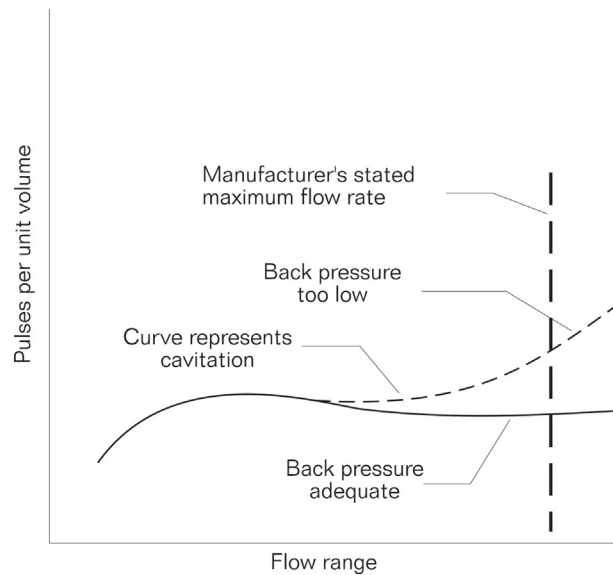 Pulses per unit volume
Manufacturer's stated
maximum flow rate
Back pressure
too low
Curve represents
cavitation
Back pressure
adequate
Flow range